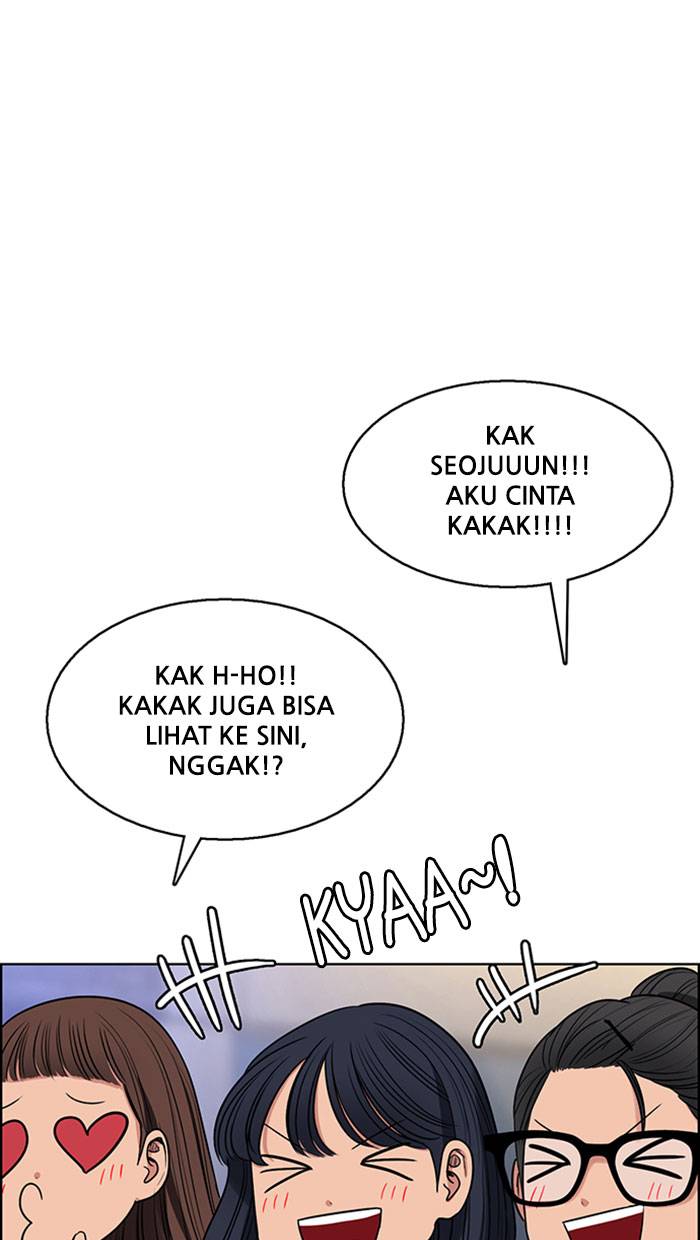 KAK
SEOJUUUN!!!
AKU CINTA
KAKAK!!!!
KAK H-HO!!
KAKAK JUGA BISA
LIHAT KE SINI,
NGGAK!?
KYAA~!